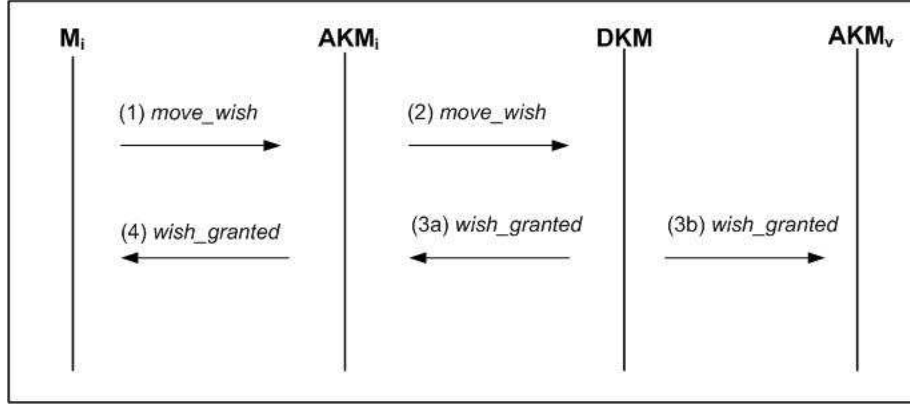 Mi AKMi DKM AKMv
(1) move_wish (2) move_wish
(4) wish_granted (3a) wish_granted (3b) wish_granted